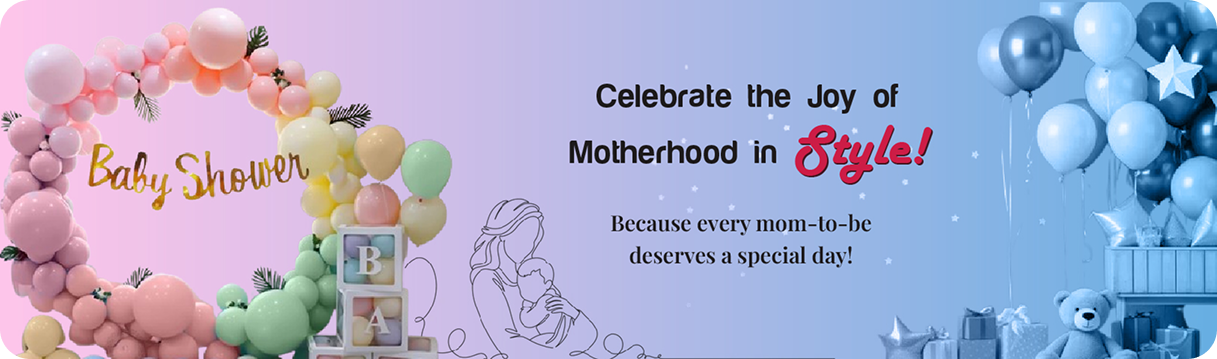 Baby Shower
Celebrate the Joy of
Motherhood in Style!
Because every mom-to-be
deserves a special day!
B
A